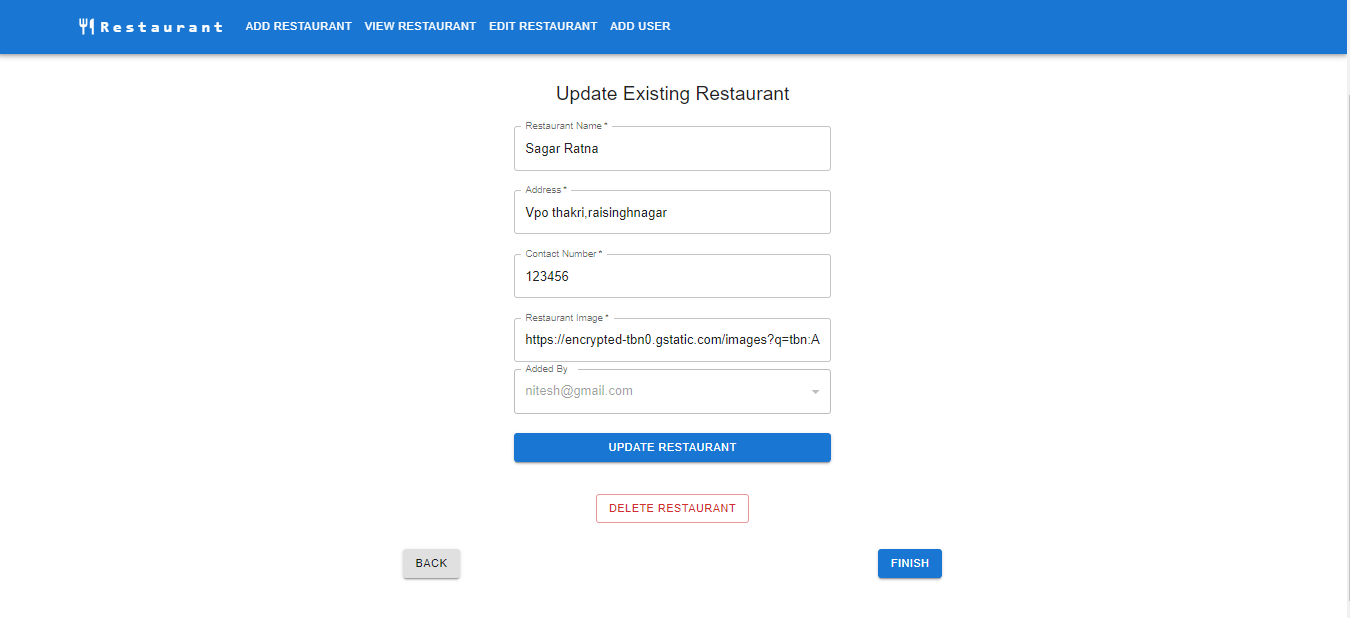 Restaurant ADD RESTAURANT VIEW RESTAURANT EDIT RESTAURANT ADD USER
Update Existing Restaurant
Restaurant Name *
Sagar Ratna
Address *
Vpo thakri,raisinghnagar
Contact Number *
123456
Restaurant Image *
https://encrypted-tbn0.gstatic.com/images?q=tbn:A
Added By
nitesh@gmail.com
UPDATE RESTAURANT
DELETE RESTAURANT
BACK FINISH